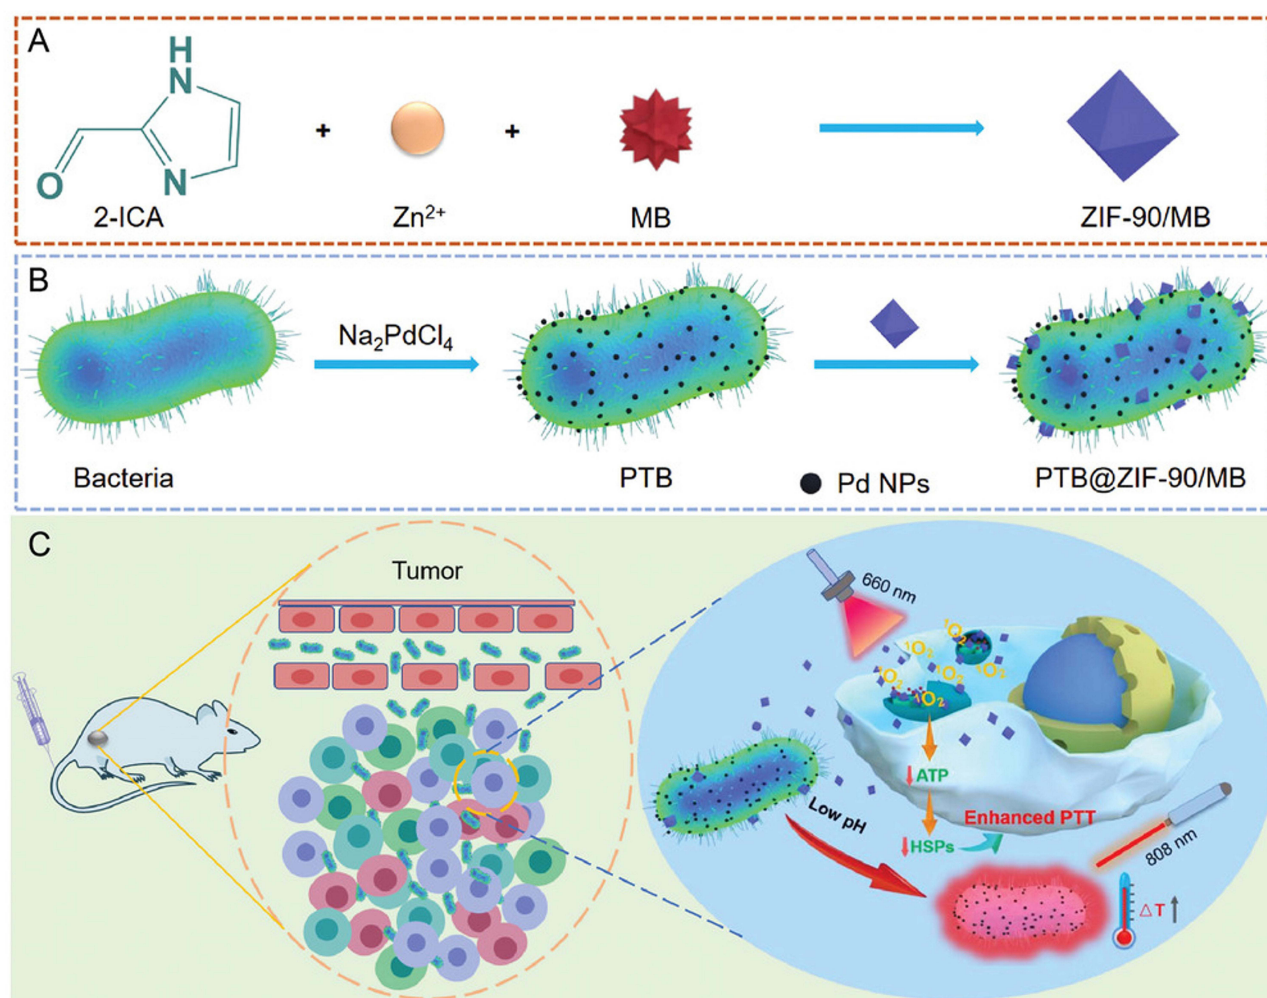 A
H
N
N
O
+
+
2-ICA
Zn²⁺
MB
ZIF-90/MB
B
Na₂PdCl₄
Bacteria
PTB
Pd NPs
PTB@ZIF-90/MB
C
Tumor
660 nm
¹O₂
¹O₂
¹O₂
¹O₂
¹O₂
¹O₂
ATP
Low pH
Enhanced PTT
HSPs
808 nm
△T